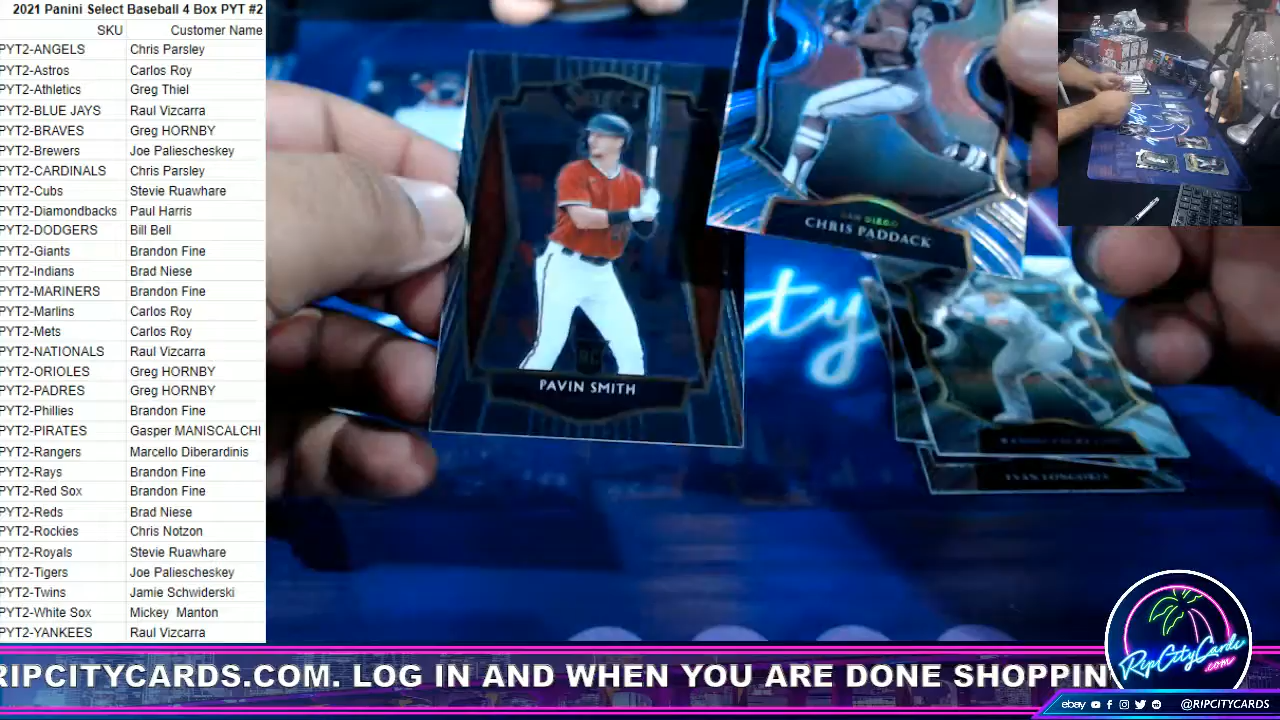 2021 Panini Select Baseball 4 Box PYT #2
SKU Customer Name
PYT2-ANGELS Chris Parsley
PYT2-Astros Carlos Roy
PYT2-Athletics Greg Thiel
PYT2-BLUE JAYS Raul Vizcarra
PYT2-BRAVES Greg HORNBY
PYT2-Brewers Joe Paliescheskey
PYT2-CARDINALS Chris Parsley
PYT2-Cubs Stevie Ruawhare
PYT2-Diamondbacks Paul Harris
PYT2-DODGERS Bill Bell
PYT2-Giants Brandon Fine
PYT2-Indians Brad Niese
PYT2-MARINERS Brandon Fine
PYT2-Marlins Carlos Roy
PYT2-Mets Carlos Roy
PYT2-NATIONALS Raul Vizcarra
PYT2-ORIOLES Greg HORNBY
PYT2-PADRES Greg HORNBY
PYT2-Phillies Brandon Fine
PYT2-PIRATES Gasper MANISCALCHI
PYT2-Rangers Marcello Diberardinis
PYT2-Rays Brandon Fine
PYT2-Red Sox Brandon Fine
PYT2-Reds Brad Niese
PYT2-Rockies Chris Notzon
PYT2-Royals Stevie Ruawhare
PYT2-Tigers Joe Paliescheskey
PYT2-Twins Jamie Schwiderski
PYT2-White Sox Mickey Manton
PYT2-YANKEES Raul Vizcarra
SELECT
RC
PAVIN SMITH
SAN DIEGO
CHRIS PADDACK
ty
EVAN LONGORIA
RIPCITYCARDS.COM. LOG IN AND WHEN YOU ARE DONE SHOPPIN
RipCityCards
.com
ebay @RIPCITYCARDS